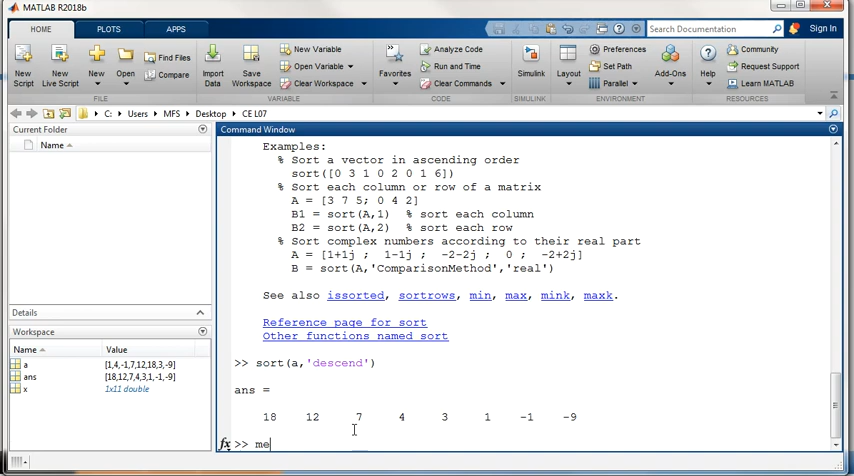 MATLAB R2018b
HOME PLOTS APPS Search Documentation Sign In
New Script
New Live Script
New
Open
Find Files
Compare
FILE
Import Data
Save Workspace
New Variable
Open Variable
Clear Workspace
VARIABLE
Favorites
Analyze Code
Run and Time
Clear Commands
CODE
Simulink
SIMULINK
Layout
Preferences
Set Path
Parallel
Add-Ons
ENVIRONMENT
Help
Community
Request Support
Learn MATLAB
RESOURCES
C: Users MFS Desktop CE L07
Current Folder
Name
Details
Workspace
Name Value
a [1,4,-1,7,12,18,3,-9]
ans [18,12,7,4,3,1,-1,-9]
x 1x11 double
Command Window
Examples:
% Sort a vector in ascending order
sort([0 3 1 0 2 0 1 6])
% Sort each column or row of a matrix
A = [3 7 5; 0 4 2]
B1 = sort(A,1) % sort each column
B2 = sort(A,2) % sort each row
% Sort complex numbers according to their real part
A = [1+1j ; 1-1j ; -2-2j ; 0 ; -2+2j]
B = sort(A,'ComparisonMethod','real')
See also issorted, sortrows, min, max, mink, maxk.
Reference page for sort
Other functions named sort
>> sort(a,'descend')
ans =
18 12 7 4 3 1 -1 -9
fx >> me